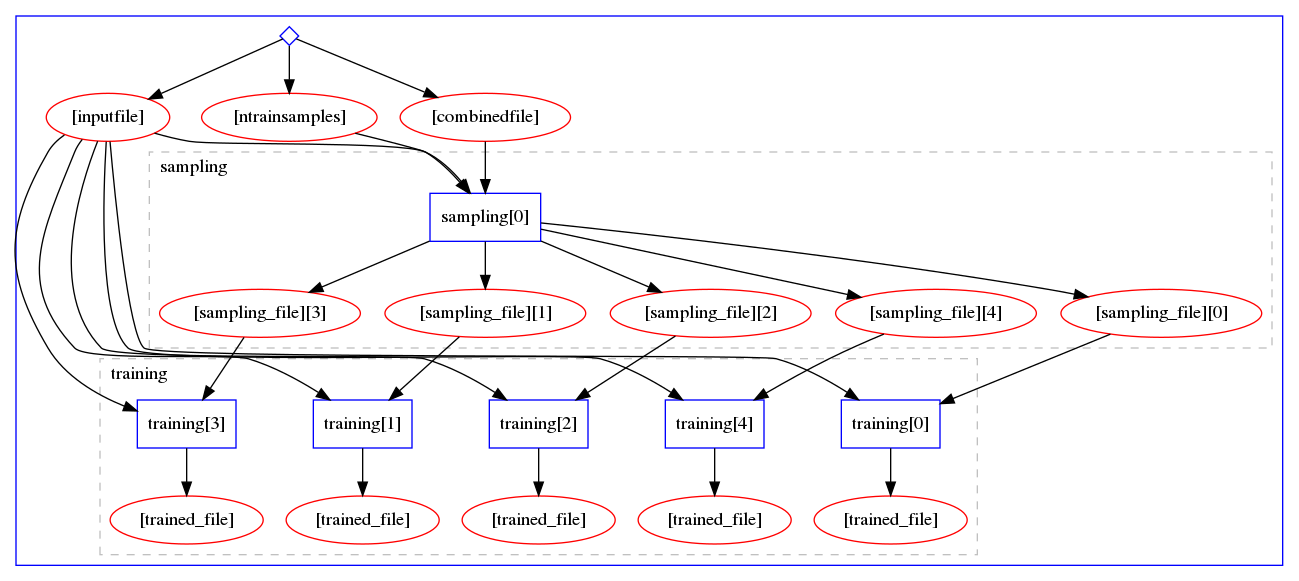 [inputfile]
[ntrainsamples]
[combinedfile]
sampling
sampling[0]
[sampling_file][3]
[sampling_file][1]
[sampling_file][2]
[sampling_file][4]
[sampling_file][0]
training
training[3]
training[1]
training[2]
training[4]
training[0]
[trained_file]
[trained_file]
[trained_file]
[trained_file]
[trained_file]